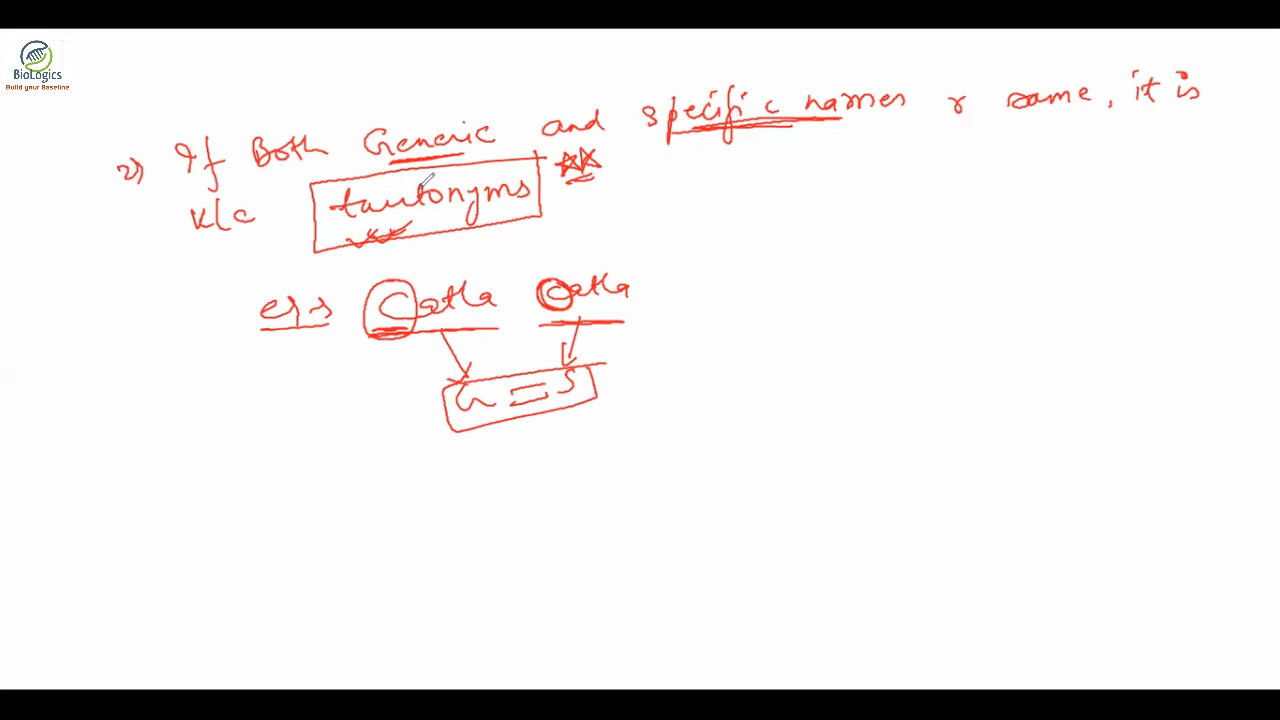 BioLogics
Build your Baseline
2) If Both Generic and specific names r same, it is
k/a tautonyms
eg:- Catla catla
G = S